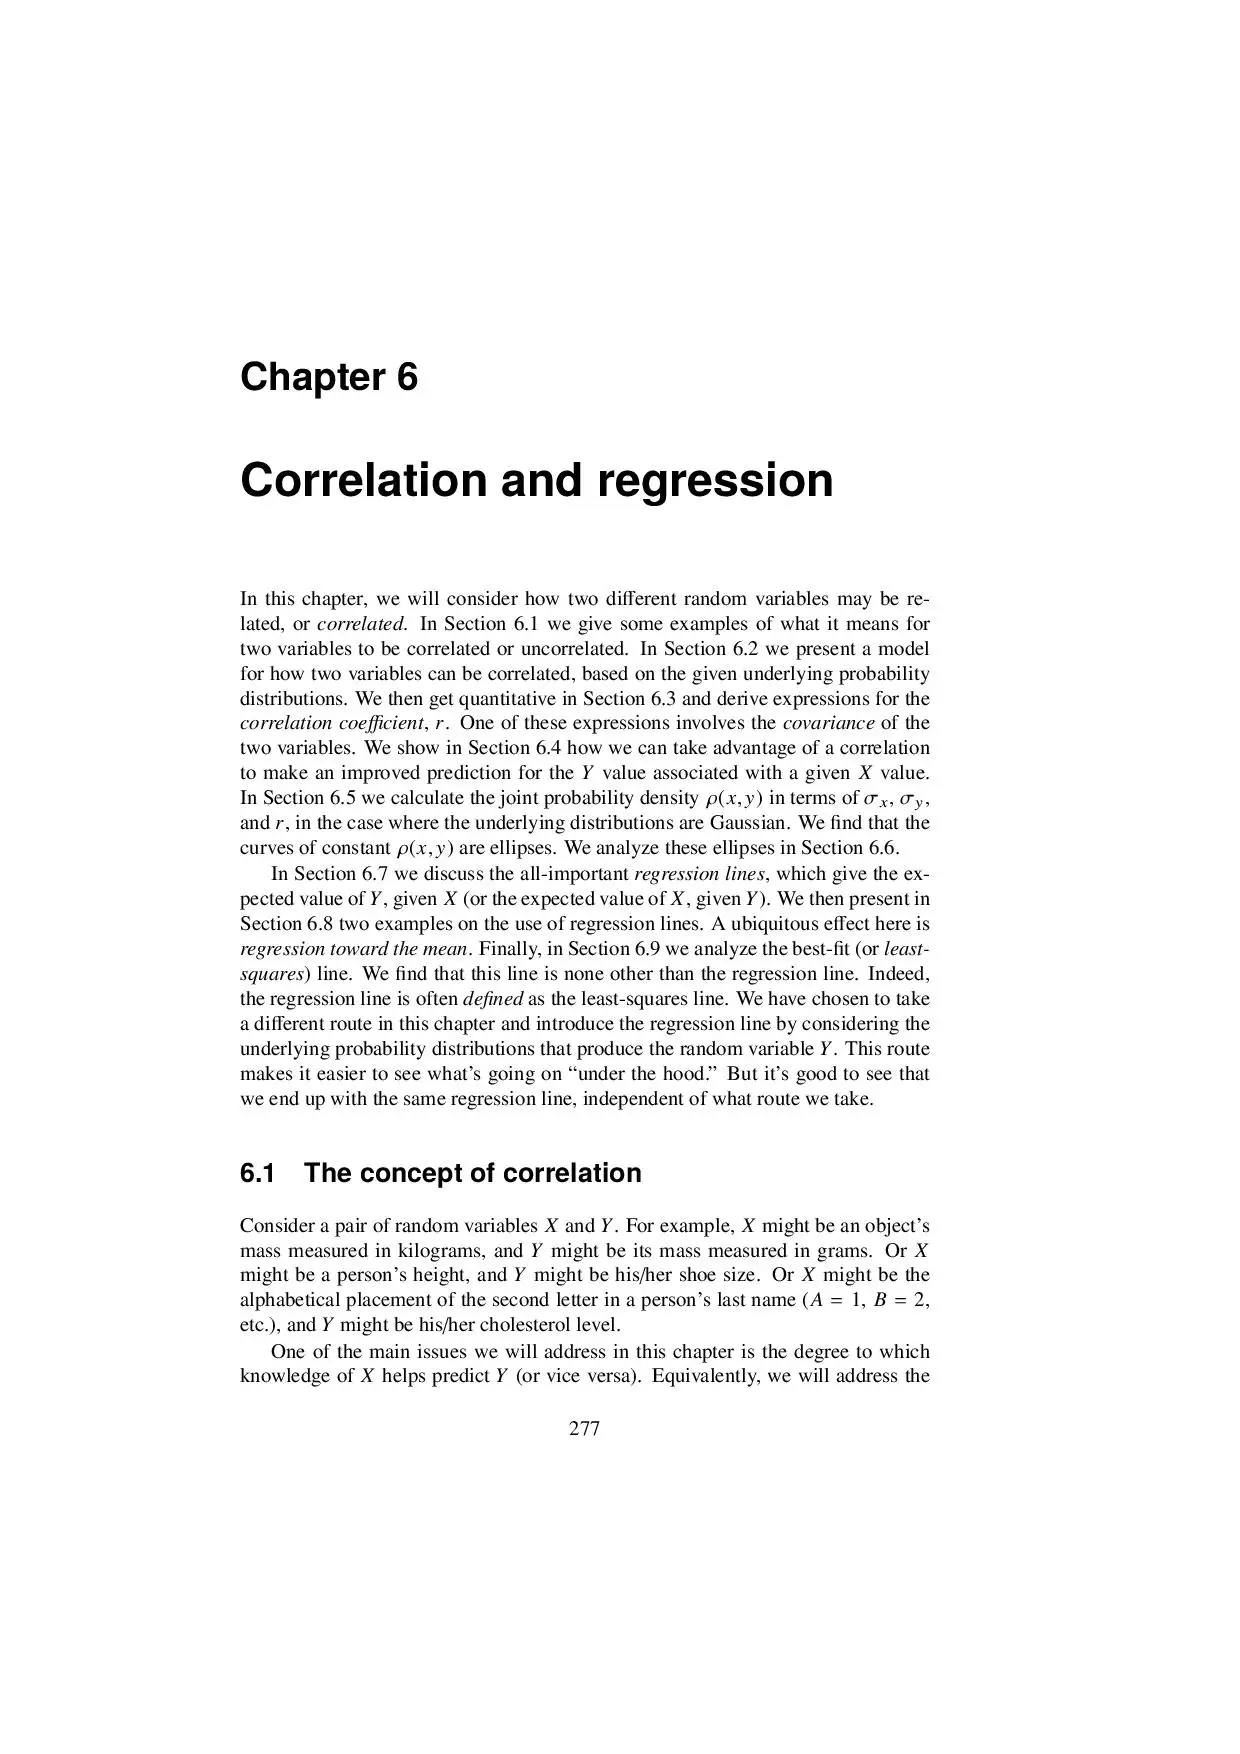 Chapter 6
Correlation and regression
In this chapter, we will consider how two different random variables may be re-
lated, or correlated. In Section 6.1 we give some examples of what it means for
two variables to be correlated or uncorrelated. In Section 6.2 we present a model
for how two variables can be correlated, based on the given underlying probability
distributions. We then get quantitative in Section 6.3 and derive expressions for the
correlation coefficient, r. One of these expressions involves the covariance of the
two variables. We show in Section 6.4 how we can take advantage of a correlation
to make an improved prediction for the Y value associated with a given X value.
In Section 6.5 we calculate the joint probability density ρ(x, y) in terms of σx, σy,
and r, in the case where the underlying distributions are Gaussian. We find that the
curves of constant ρ(x, y) are ellipses. We analyze these ellipses in Section 6.6.
In Section 6.7 we discuss the all-important regression lines, which give the ex-
pected value of Y, given X (or the expected value of X, given Y). We then present in
Section 6.8 two examples on the use of regression lines. A ubiquitous effect here is
regression toward the mean. Finally, in Section 6.9 we analyze the best-fit (or least-
squares) line. We find that this line is none other than the regression line. Indeed,
the regression line is often defined as the least-squares line. We have chosen to take
a different route in this chapter and introduce the regression line by considering the
underlying probability distributions that produce the random variable Y. This route
makes it easier to see what’s going on “under the hood.” But it’s good to see that
we end up with the same regression line, independent of what route we take.
6.1 The concept of correlation
Consider a pair of random variables X and Y. For example, X might be an object’s
mass measured in kilograms, and Y might be its mass measured in grams. Or X
might be a person’s height, and Y might be his/her shoe size. Or X might be the
alphabetical placement of the second letter in a person’s last name (A = 1, B = 2,
etc.), and Y might be his/her cholesterol level.
One of the main issues we will address in this chapter is the degree to which
knowledge of X helps predict Y (or vice versa). Equivalently, we will address the
277